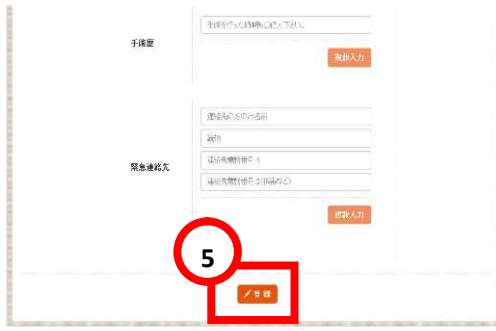 手術を行った時期もご記入下さい。
手術歴
複数入力
連絡先の方のお名前
続柄
連絡先電話番号 1
緊急連絡先
連絡先電話番号 2(携帯など)
複数入力
5
登録